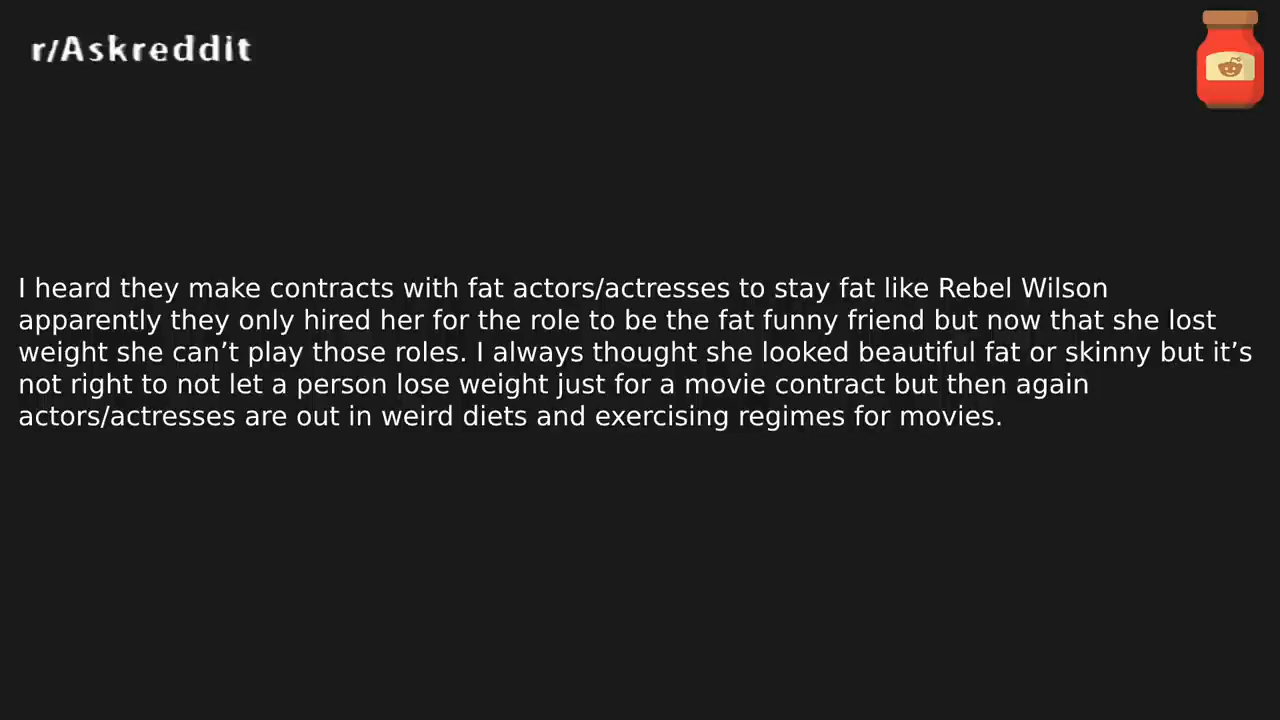 r/Askreddit
I heard they make contracts with fat actors/actresses to stay fat like Rebel Wilson
apparently they only hired her for the role to be the fat funny friend but now that she lost
weight she can’t play those roles. I always thought she looked beautiful fat or skinny but it’s
not right to not let a person lose weight just for a movie contract but then again
actors/actresses are out in weird diets and exercising regimes for movies.